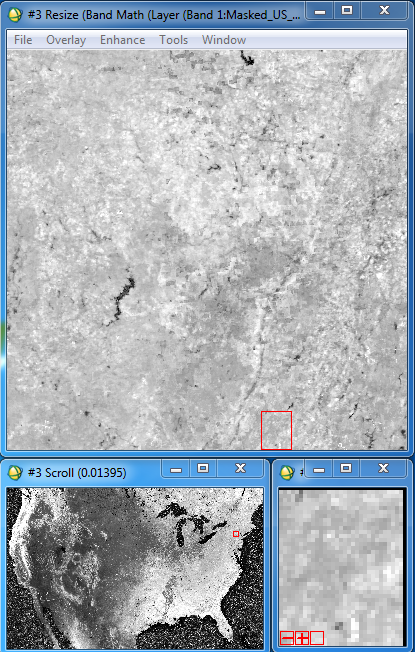 #3 Resize (Band Math (Layer (Band 1:Masked_US_...
File Overlay Enhance Tools Window
#3 Scroll (0.01395)
#